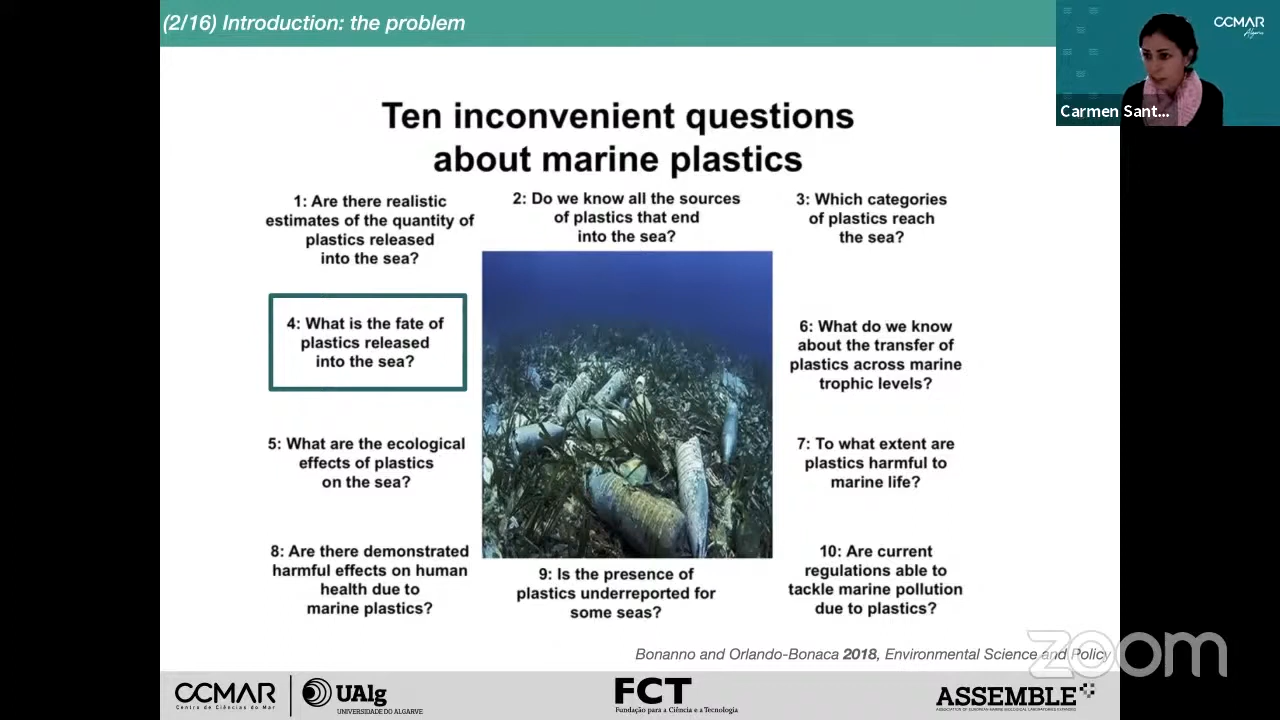 (2/16) Introduction: the problem
CCMAR
Algarve
Carmen Sant...
Ten inconvenient questions
about marine plastics
1: Are there realistic
estimates of the quantity of
plastics released
into the sea?
2: Do we know all the sources
of plastics that end
into the sea?
3: Which categories
of plastics reach
the sea?
4: What is the fate of
plastics released
into the sea?
6: What do we know
about the transfer of
plastics across marine
trophic levels?
5: What are the ecological
effects of plastics
on the sea?
7: To what extent are
plastics harmful to
marine life?
8: Are there demonstrated
harmful effects on human
health due to
marine plastics?
9: Is the presence of
plastics underreported for
some seas?
10: Are current
regulations able to
tackle marine pollution
due to plastics?
Bonanno and Orlando-Bonaca 2018, Environmental Science and Policy
zoom
CCMAR
Centro de Ciências do Mar
UAlg
UNIVERSIDADE DO ALGARVE
FCT
Fundação para a Ciência e a Tecnologia
ASSEMBLE